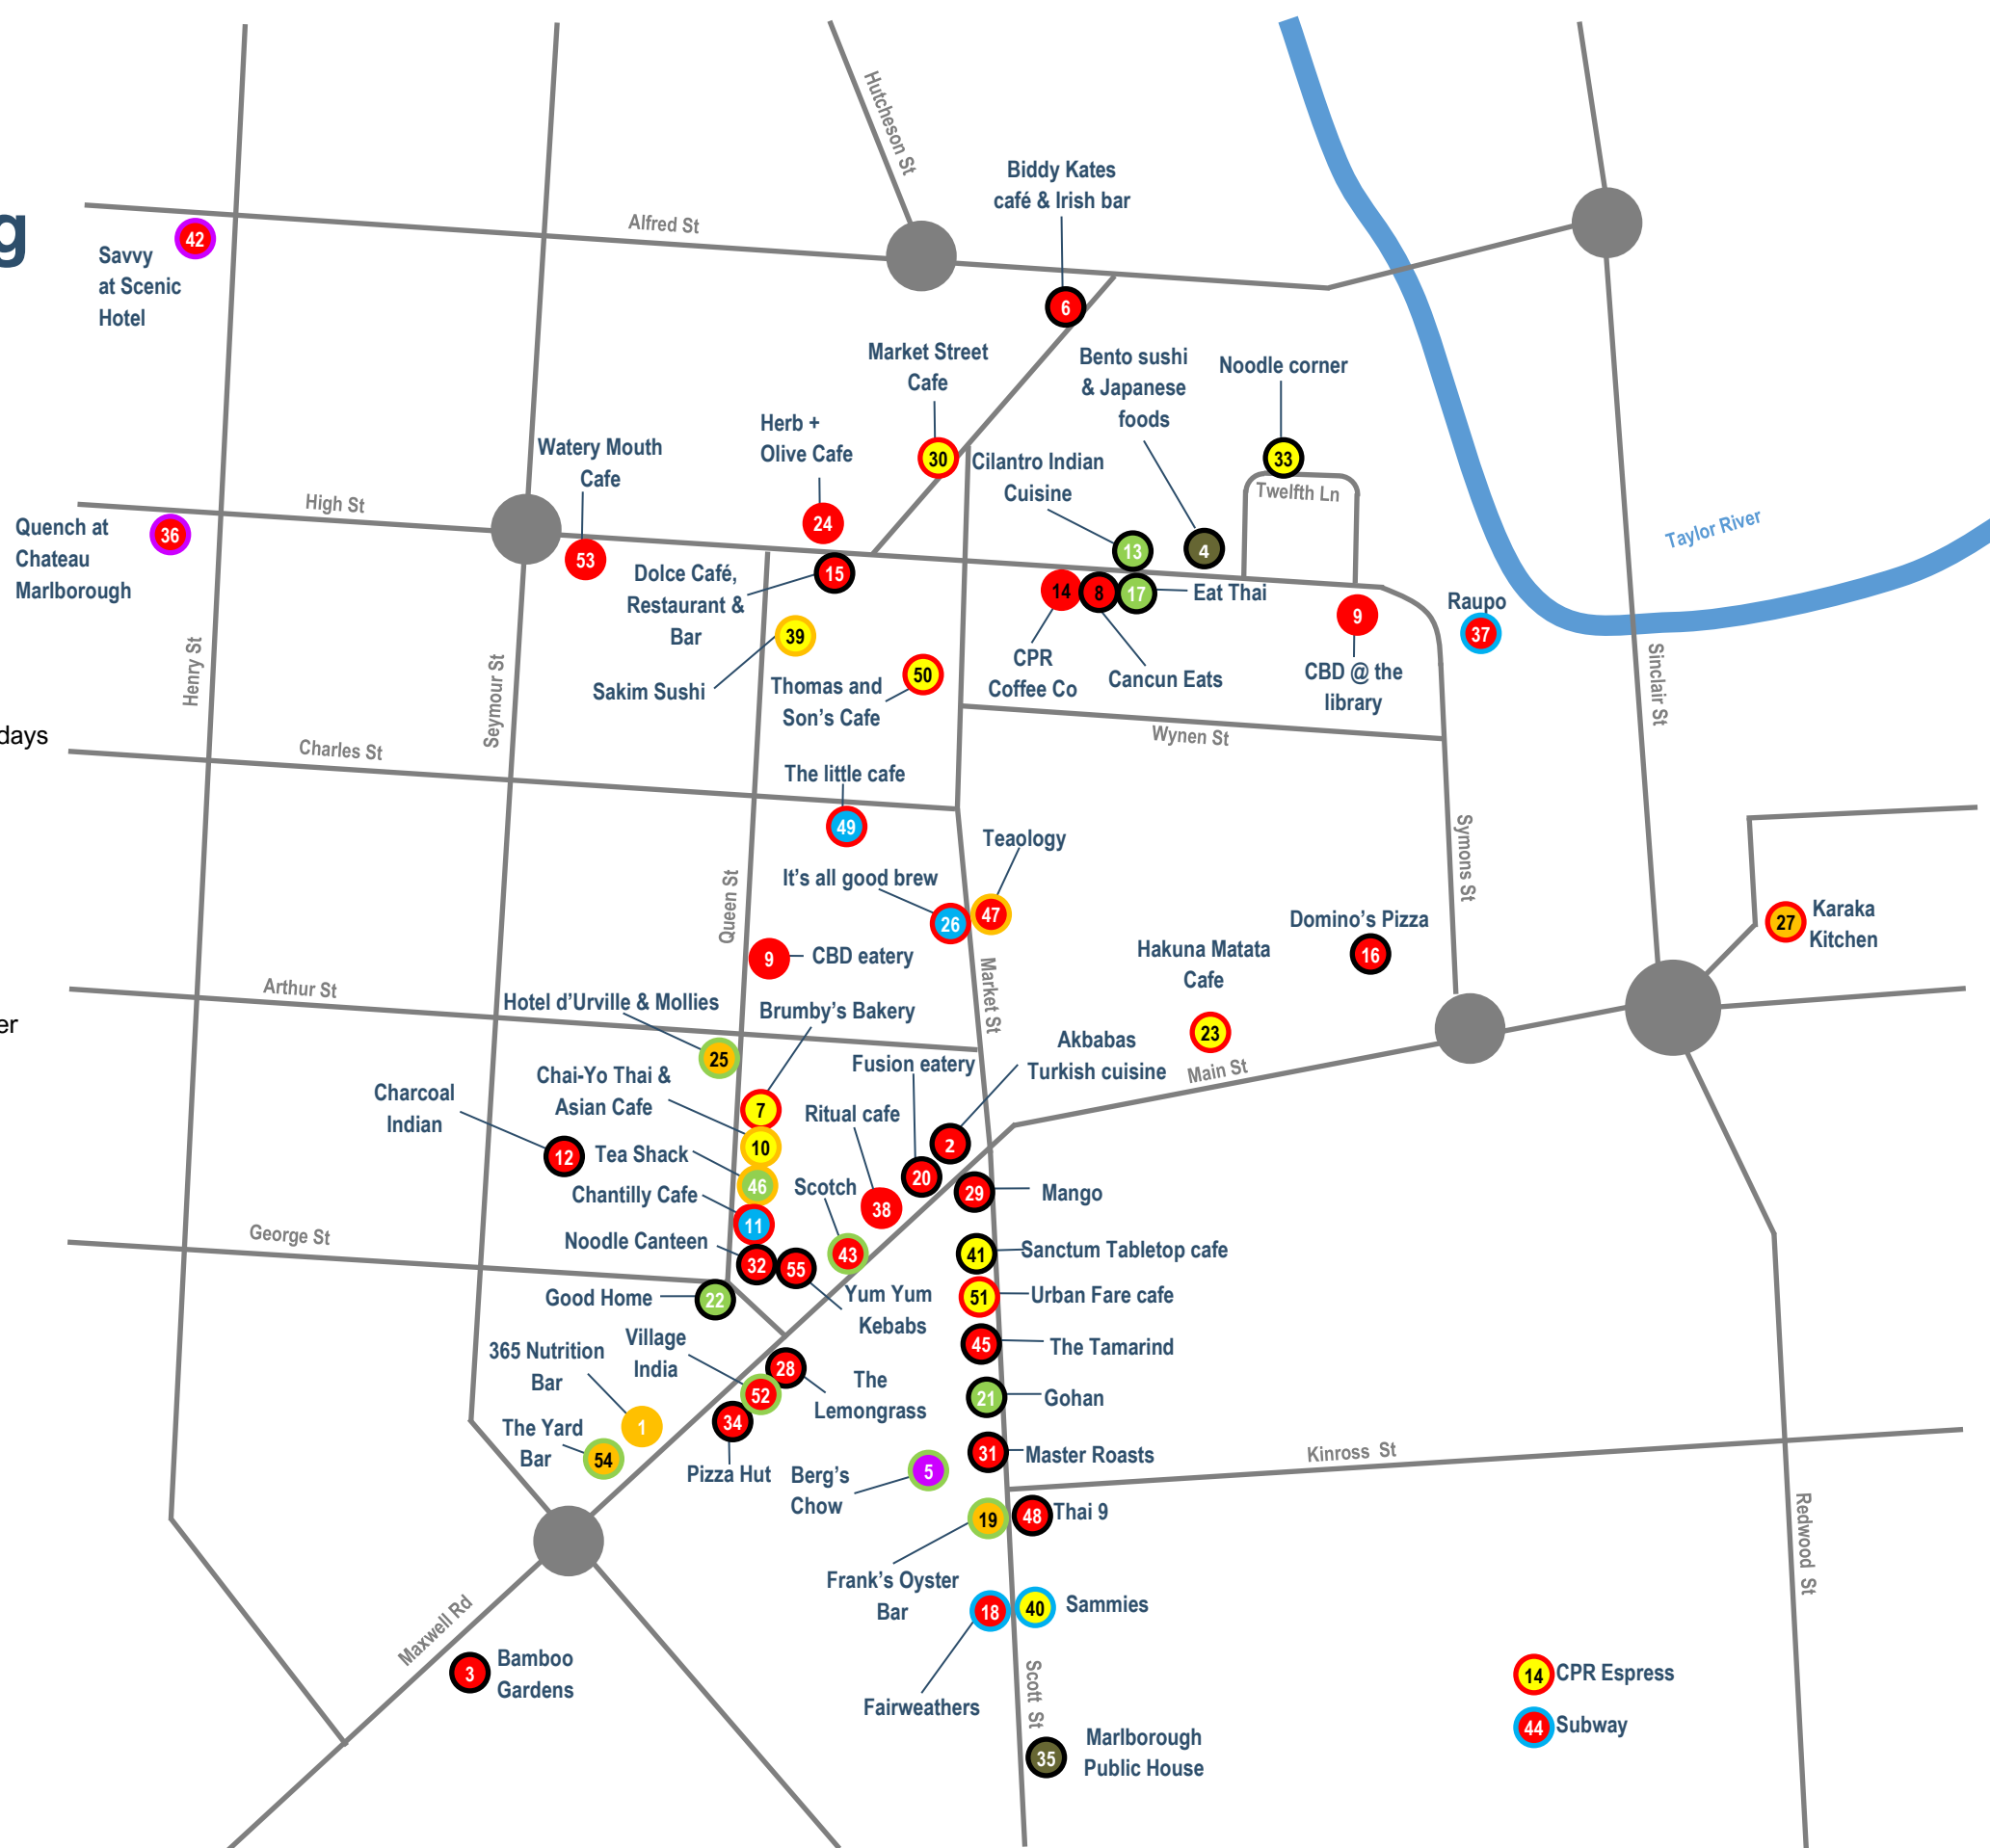 Hutcheson St
Biddy Kates
café & Irish bar
g
Alfred St
42
Savvy
at Scenic
Hotel
6
Market Street
Cafe
Bento sushi
& Japanese
foods
Noodle corner
Herb +
Olive Cafe
Watery Mouth
Cafe
30
Cilantro Indian
Cuisine
33
Twelfth Ln
High St
Quench at
Chateau
Marlborough
36
24
53
13
4
Taylor River
Dolce Café,
Restaurant &
Bar
15
14
8
17
Eat Thai
9
Raupo
37
39
Sakim Sushi
Henry St
Seymour St
Sinclair St
CPR
Coffee Co
Cancun Eats
CBD @ the
library
50
Thomas and
Son’s Cafe
days
Charles St
Wynen St
The little cafe
49
Teaology
Symons St
It’s all good brew
26
47
Queen St
Domino’s Pizza
16
27
Karaka
Kitchen
9
CBD eatery
Hakuna Matata
Cafe
Market St
Arthur St
Hotel d’Urville & Mollies
Brumby’s Bakery
er
23
25
Akbabas
Turkish cuisine
Fusion eatery
Main St
Chai-Yo Thai &
Asian Cafe
Charcoal
Indian
7
Ritual cafe
10
2
12
Tea Shack
46
20
Scotch
29
Mango
Chantilly Cafe
11
38
George St
Noodle Canteen
32
55
43
41
Sanctum Tabletop cafe
Good Home
22
Yum Yum
Kebabs
51
Urban Fare cafe
Village
India
365 Nutrition
Bar
28
45
The Tamarind
52
The
Lemongrass
21
Gohan
The Yard
Bar
1
34
54
31
Master Roasts
Kinross St
Pizza Hut
Berg’s
Chow
5
19
48
Thai 9
Redwood St
Frank’s Oyster
Bar
18
40
Sammies
Maxwell Rd
3
Bamboo
Gardens
Fairweathers
Scott St
14
CPR Espress
44
Subway
35
Marlborough
Public House